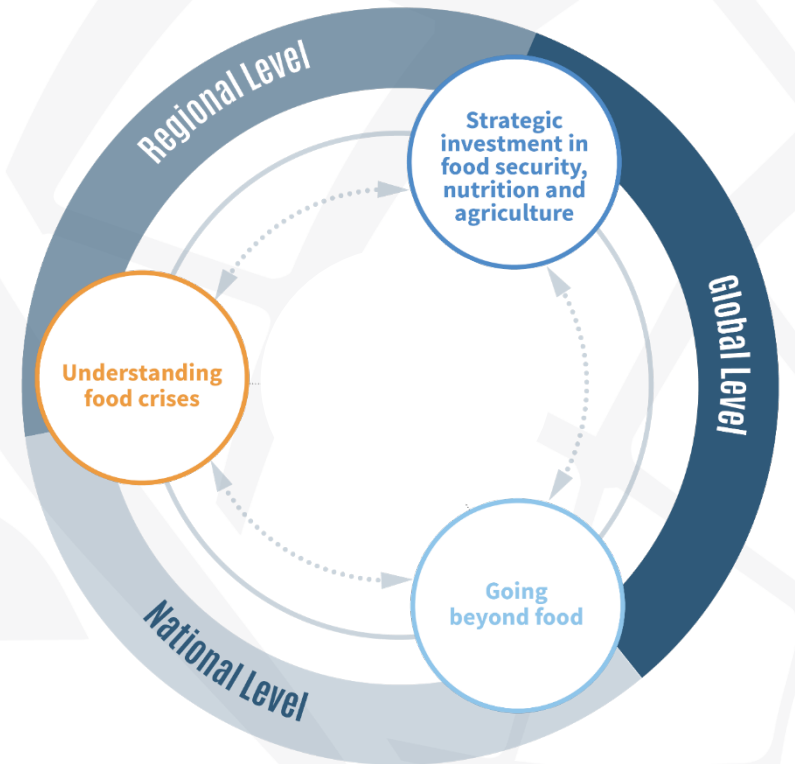 Regional Level
Strategic
investment in
food security,
nutrition and
agriculture
Global Level
Understanding
food crises
Going
beyond food
National Level